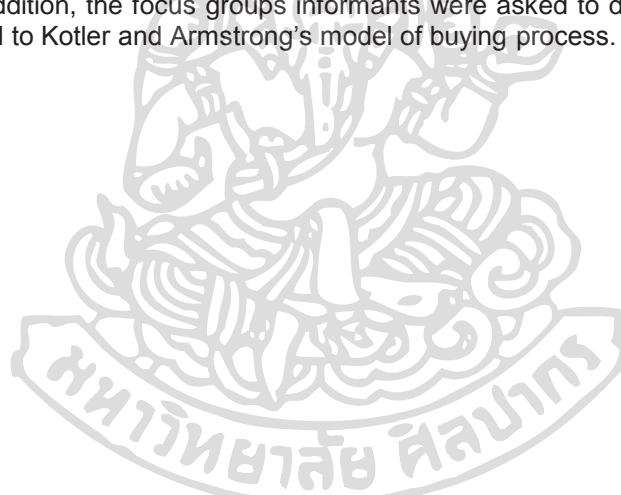 ddition, the focus groups informants were asked to d
l to Kotler and Armstrong's model of buying process.
มหาวิทยาลัย ศิลปากร